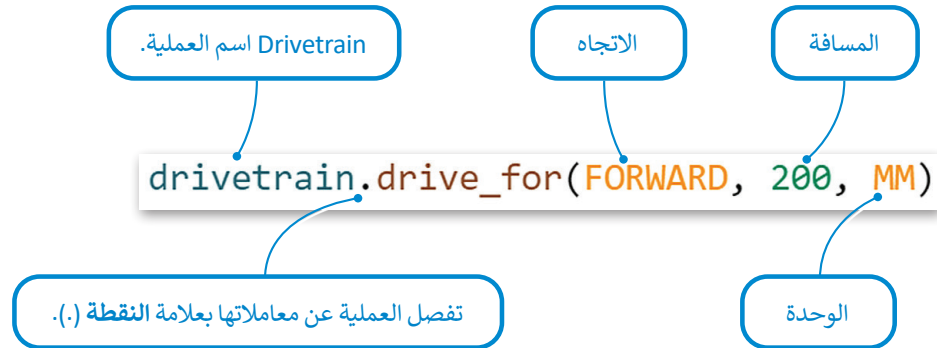 المسافة
الاتجاه
Drivetrain اسم العملية.
drivetrain.drive_for(FORWARD, 200, MM)
الوحدة
تفصل العملية عن معاملاتها بعلامة النقطة (.).